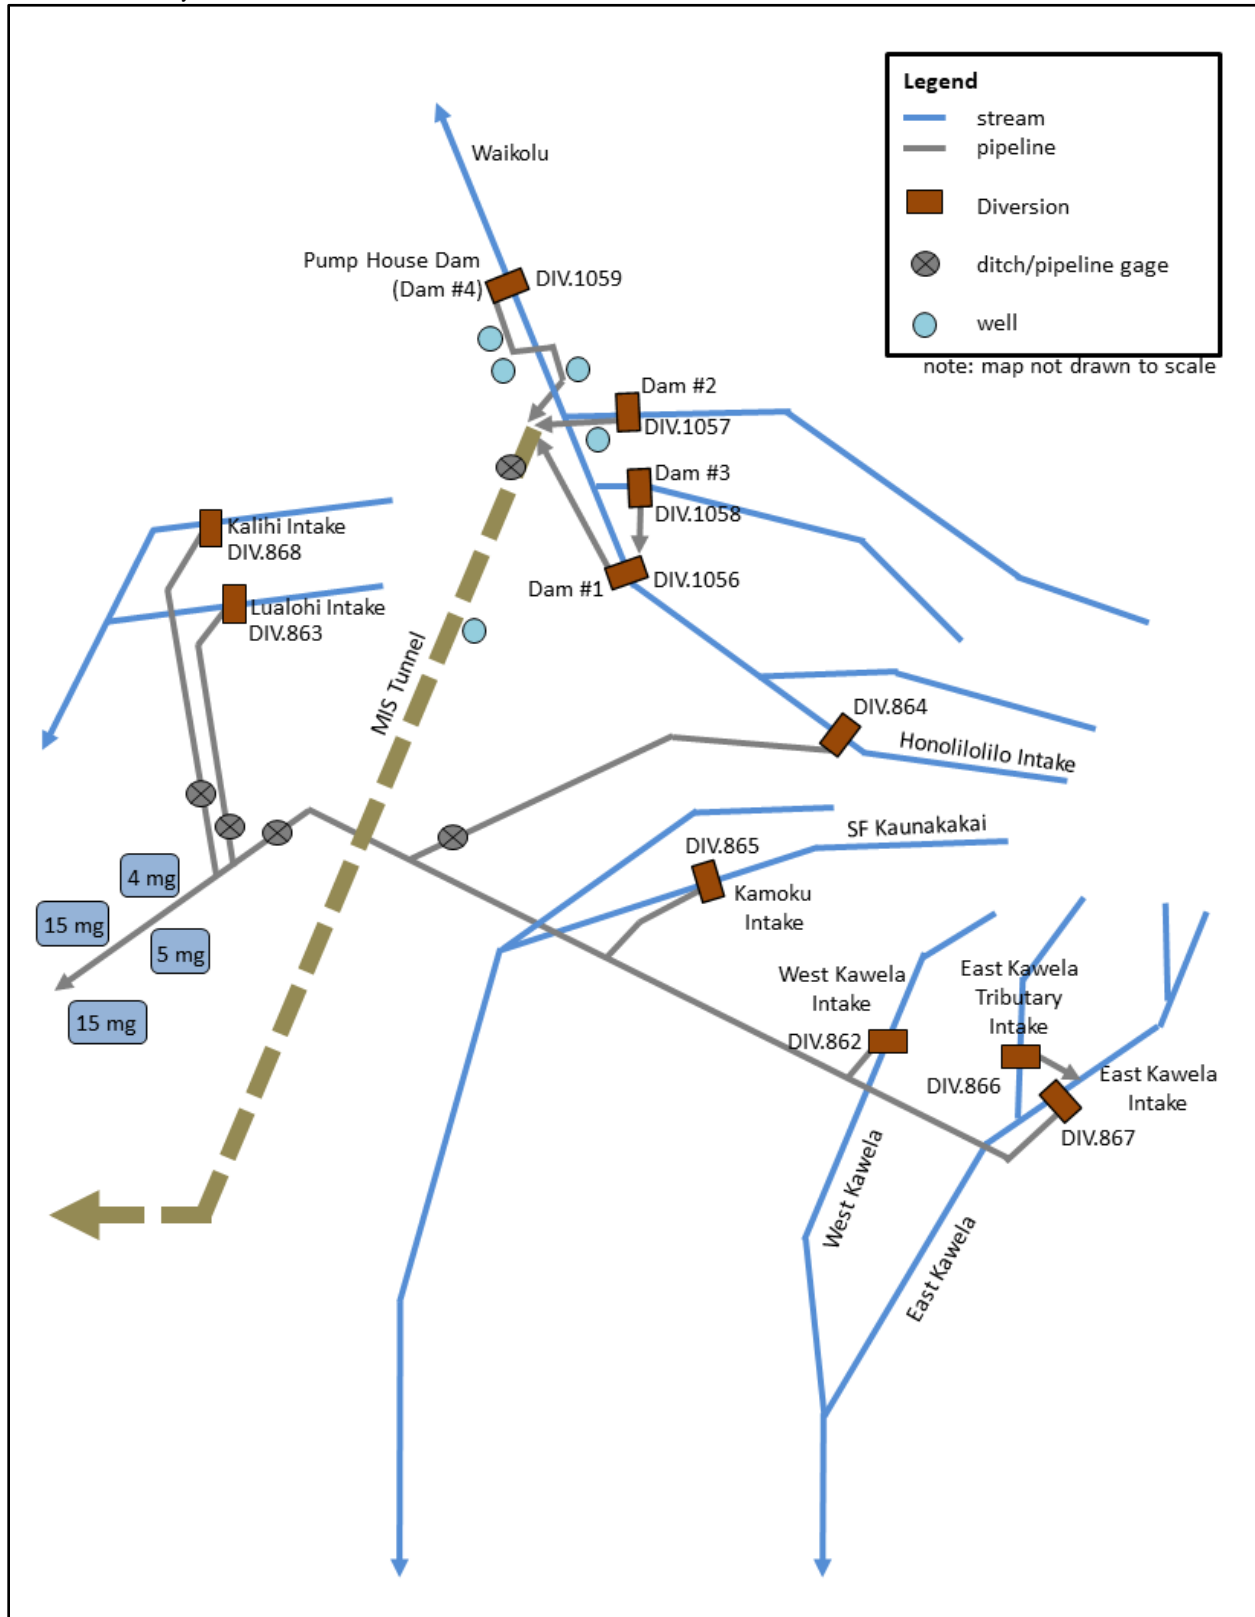 Legend
stream
pipeline
Diversion
ditch/pipeline gage
well
note: map not drawn to scale
Waikolu
Pump House Dam
(Dam #4)
DIV.1059
Dam #2
DIV.1057
Dam #3
DIV.1058
Dam #1
DIV.1056
Kalihi Intake
DIV.868
Lualohi Intake
DIV.863
MIS Tunnel
DIV.864
Honolilolilo Intake
SF Kaunakakai
DIV.865
Kamoku
Intake
4 mg
15 mg
5 mg
15 mg
West Kawela
Intake
DIV.862
East Kawela
Tributary
Intake
DIV.866
East Kawela
Intake
DIV.867
West Kawela
East Kawela